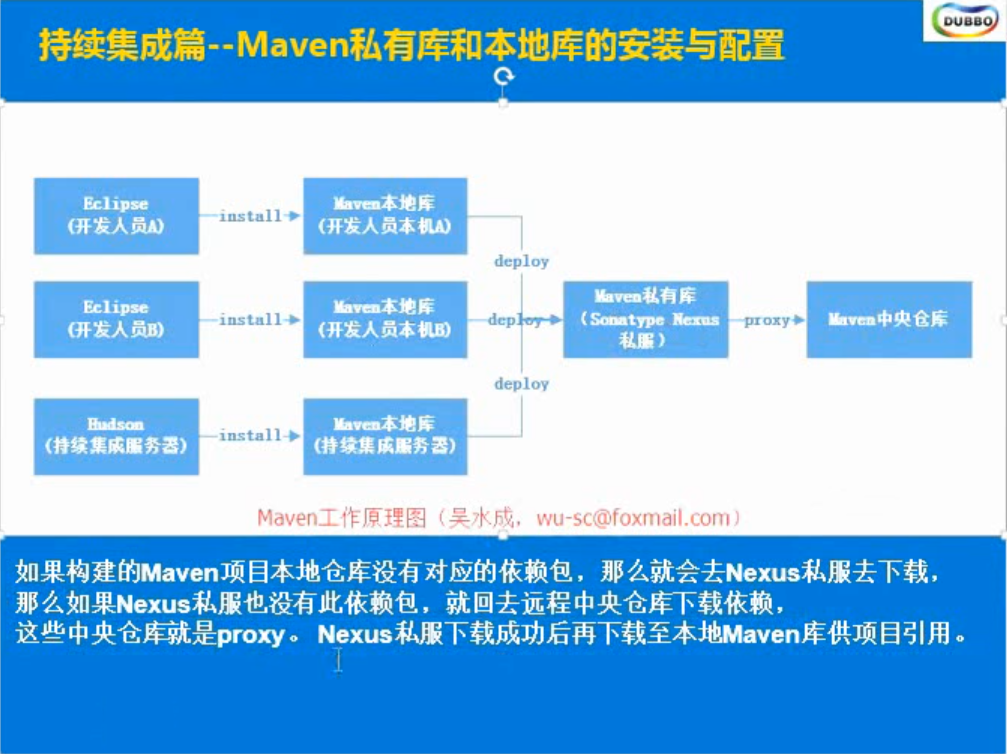 持续集成篇--Maven私有库和本地库的安装与配置
DUBBO
Eclipse
(开发人员A)
install
Maven本地库
(开发人员本机A)
deploy
Eclipse
(开发人员B)
install
Maven本地库
(开发人员本机B)
deploy
Maven私有库
（Sonatype Nexus
私服）
proxy
Maven中央仓库
deploy
Hudson
(持续集成服务器)
install
Maven本地库
(持续集成服务器)
Maven工作原理图（吴水成，wu-sc@foxmail.com）
如果构建的Maven项目本地仓库没有对应的依赖包，那么就会去Nexus私服去下载，
那么如果Nexus私服也没有此依赖包，就回去远程中央仓库下载依赖，
这些中央仓库就是proxy。 Nexus私服下载成功后再下载至本地Maven库供项目引用。